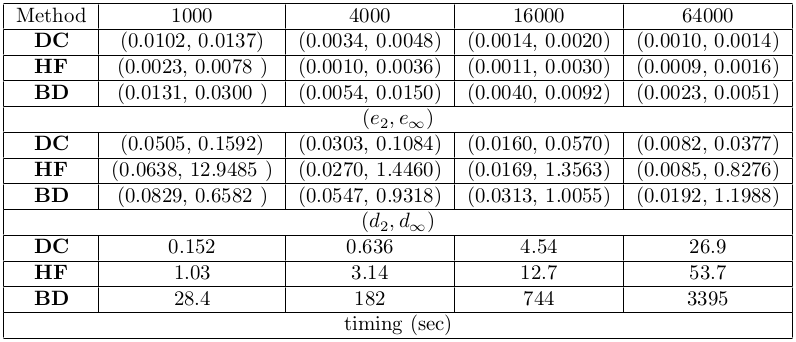 Method 1000 4000 16000 64000
DC (0.0102, 0.0137) (0.0034, 0.0048) (0.0014, 0.0020) (0.0010, 0.0014)
HF (0.0023, 0.0078 ) (0.0010, 0.0036) (0.0011, 0.0030) (0.0009, 0.0016)
BD (0.0131, 0.0300 ) (0.0054, 0.0150) (0.0040, 0.0092) (0.0023, 0.0051)
(e₂, e∞)
DC (0.0505, 0.1592) (0.0303, 0.1084) (0.0160, 0.0570) (0.0082, 0.0377)
HF (0.0638, 12.9485 ) (0.0270, 1.4460) (0.0169, 1.3563) (0.0085, 0.8276)
BD (0.0829, 0.6582 ) (0.0547, 0.9318) (0.0313, 1.0055) (0.0192, 1.1988)
(d₂, d∞)
DC 0.152 0.636 4.54 26.9
HF 1.03 3.14 12.7 53.7
BD 28.4 182 744 3395
timing (sec)